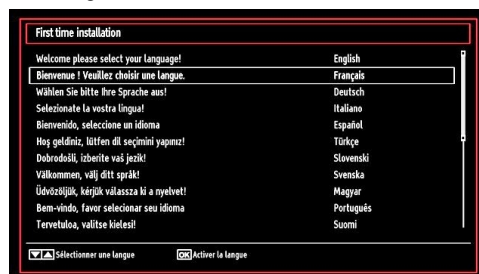 First time installation
Welcome please select your language! English
Bienvenue ! Veuillez choisir une langue. Français
Wählen Sie bitte Ihre Sprache aus! Deutsch
Selezionate la vostra lingua! Italiano
Bienvenido, seleccione un idioma Español
Hoş geldiniz, lütfen dil seçimini yapınız! Türkçe
Dobrodošli, izberite vaš jezik! Slovenski
Välkommen, välj ditt språk! Svenska
Üdvözöljük, kérjük válassza ki a nyelvet! Magyar
Bem-vindo, favor selecionar seu idioma Português
Tervetuloa, valitse kielesi! Suomi
Sélectionner une langue OK Activer la langue